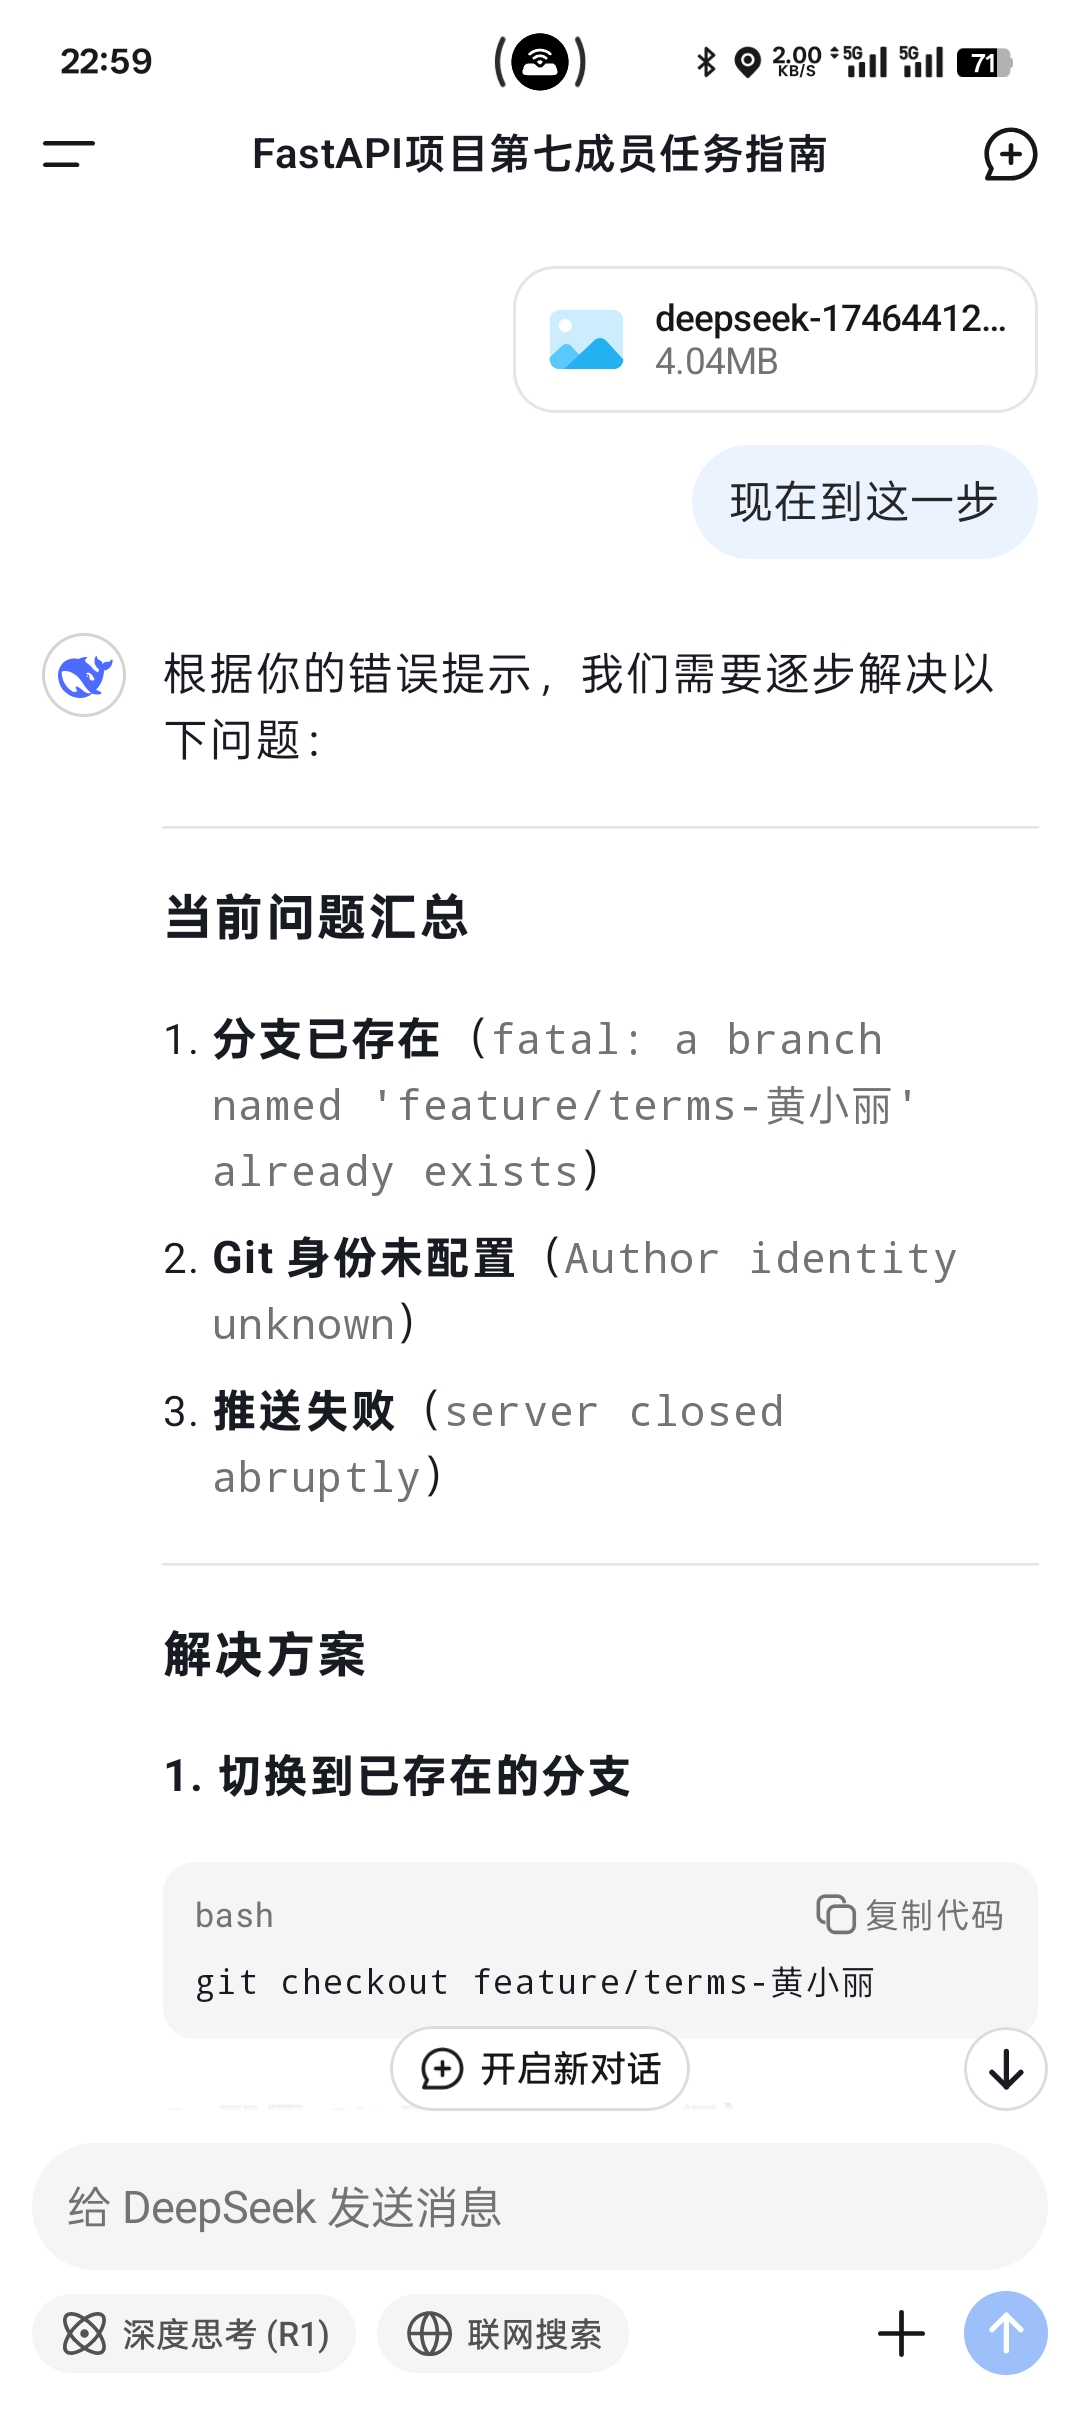 22:59
2.00 KB/S 5G 5G 71
FastAPI项目第七成员任务指南
deepseek-17464412...
4.04MB
现在到这一步
根据你的错误提示，我们需要逐步解决以
下问题：
当前问题汇总
1. 分支已存在（fatal: a branch
named 'feature/terms-黄小丽'
already exists）
2. Git 身份未配置（Author identity
unknown）
3. 推送失败（server closed
abruptly）
解决方案
1. 切换到已存在的分支
bash
复制代码
git checkout feature/terms-黄小丽
开启新对话
给 DeepSeek 发送消息
深度思考 (R1)
联网搜索